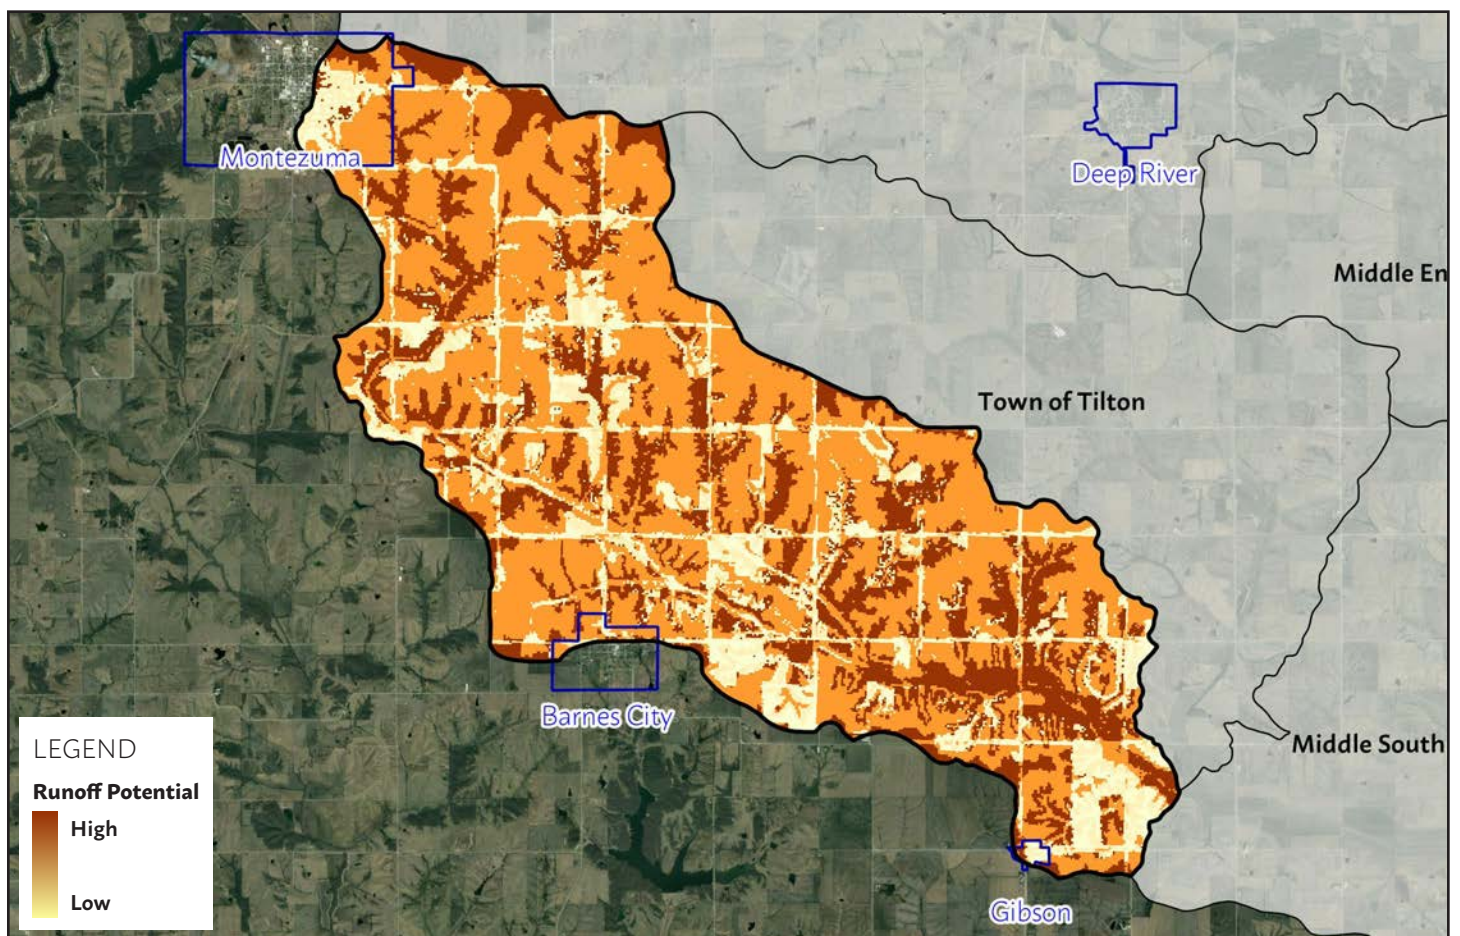 Montezuma
Deep River
Middle En
Town of Tilton
Barnes City
Middle South
Gibson
LEGEND
Runoff Potential
High
Low